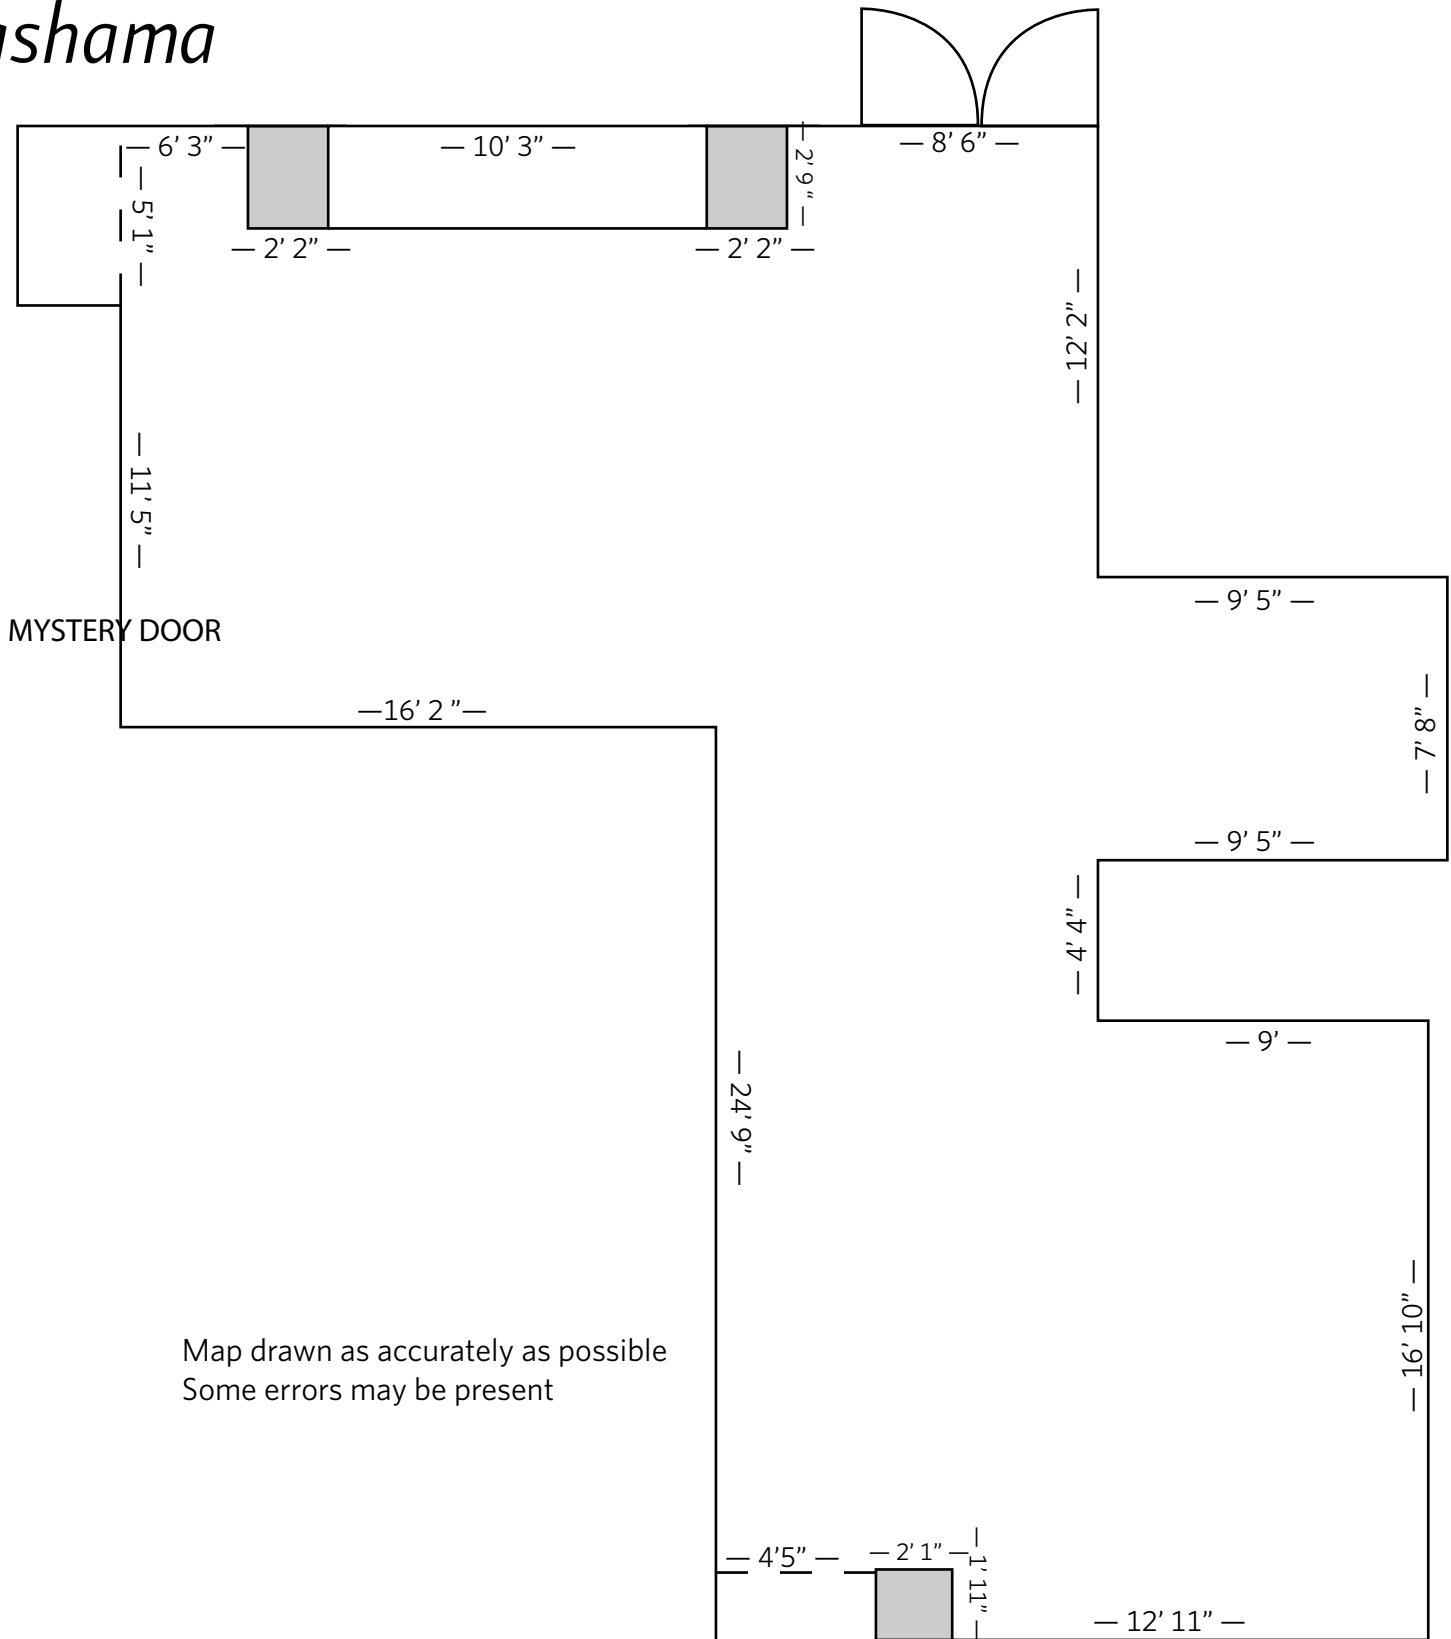 shama
— 6’ 3” —
— 10’ 3” —
— 2’ 9 ” —
— 8’ 6” —
— 5’ 1” —
— 2’ 2” —
— 2’ 2” —
— 12’ 2” —
— 11’ 5” —
— 9’ 5” —
MYSTERY DOOR
—16’ 2 ”—
— 7’ 8” —
— 9’ 5” —
— 4’ 4” —
— 9’ —
— 24’ 9” —
— 16’ 10” —
Map drawn as accurately as possible
Some errors may be present
— 4’5” —
— 2’ 1” —
— 1’ 11” —
— 12’ 11” —